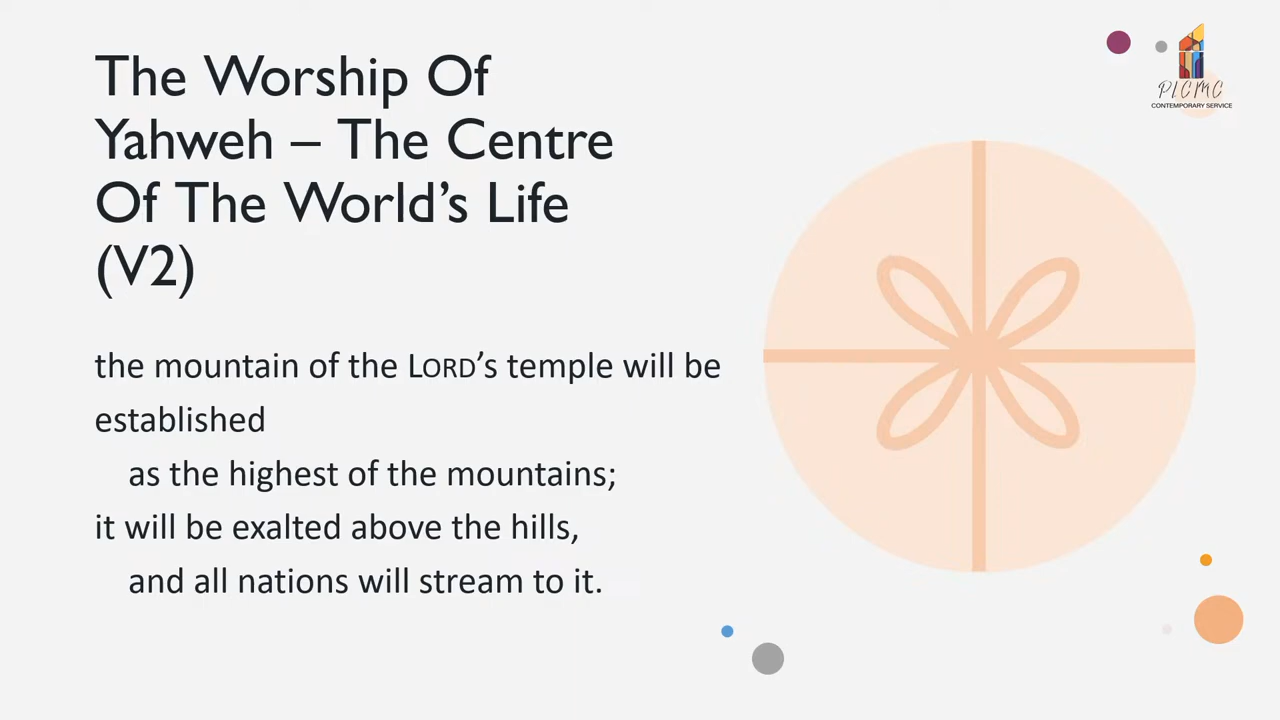 The Worship Of
Yahweh – The Centre
Of The World’s Life
(V2)
the mountain of the LORD’s temple will be
established
as the highest of the mountains;
it will be exalted above the hills,
and all nations will stream to it.
PLCMC
CONTEMPORARY SERVICE